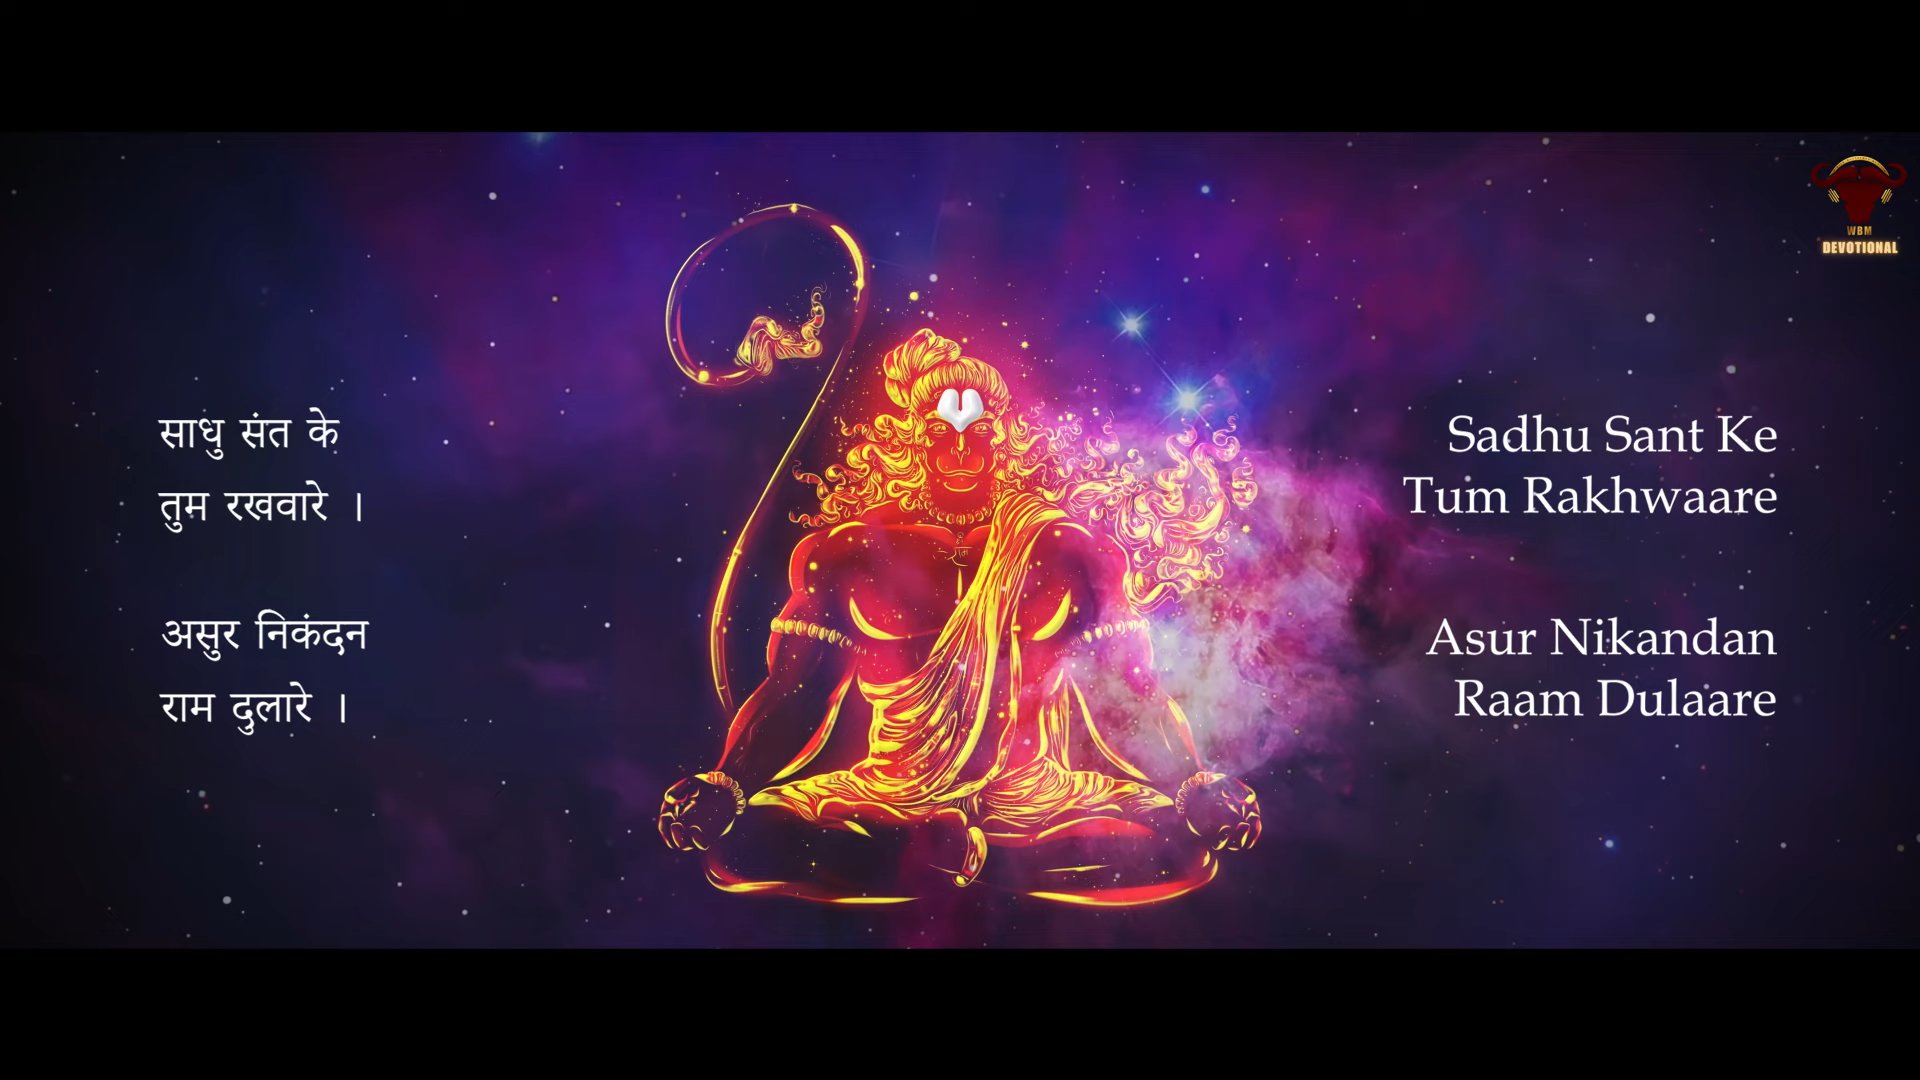 साधु संत के
तुम रखवारे ।
असुर निकंदन
राम दुलारे ।
Sadhu Sant Ke
Tum Rakhwaare
Asur Nikandan
Raam Dulaare
WBM
DEVOTIONAL
श्री
राम